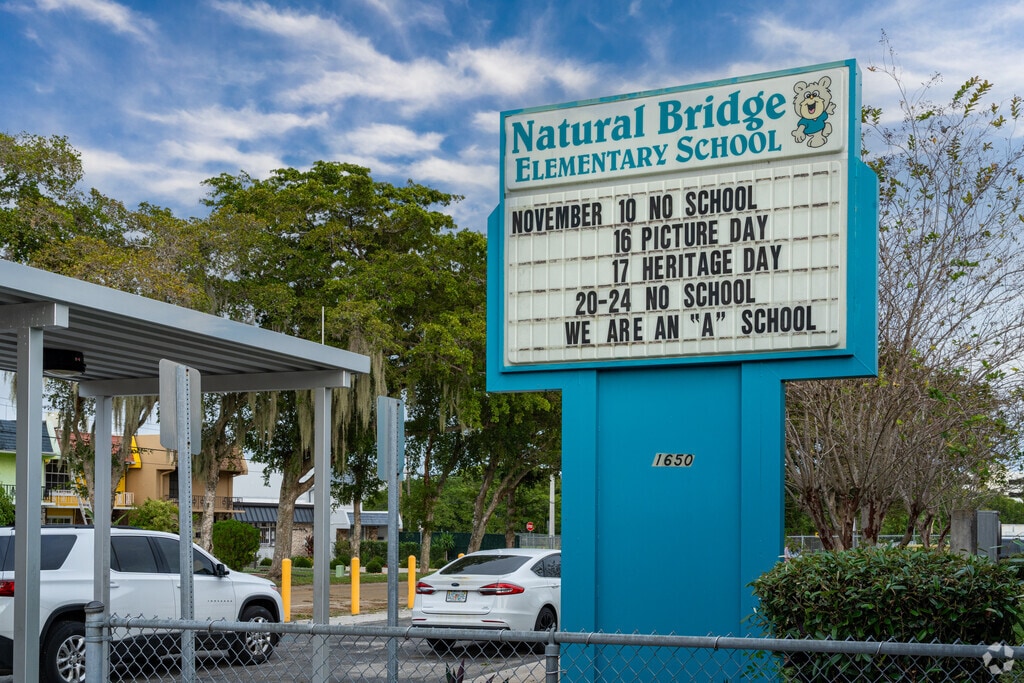 Natural Bridge
ELEMENTARY SCHOOL
NOVEMBER 10 NO SCHOOL
16 PICTURE DAY
17 HERITAGE DAY
20-24 NO SCHOOL
WE ARE AN "A" SCHOOL
1650